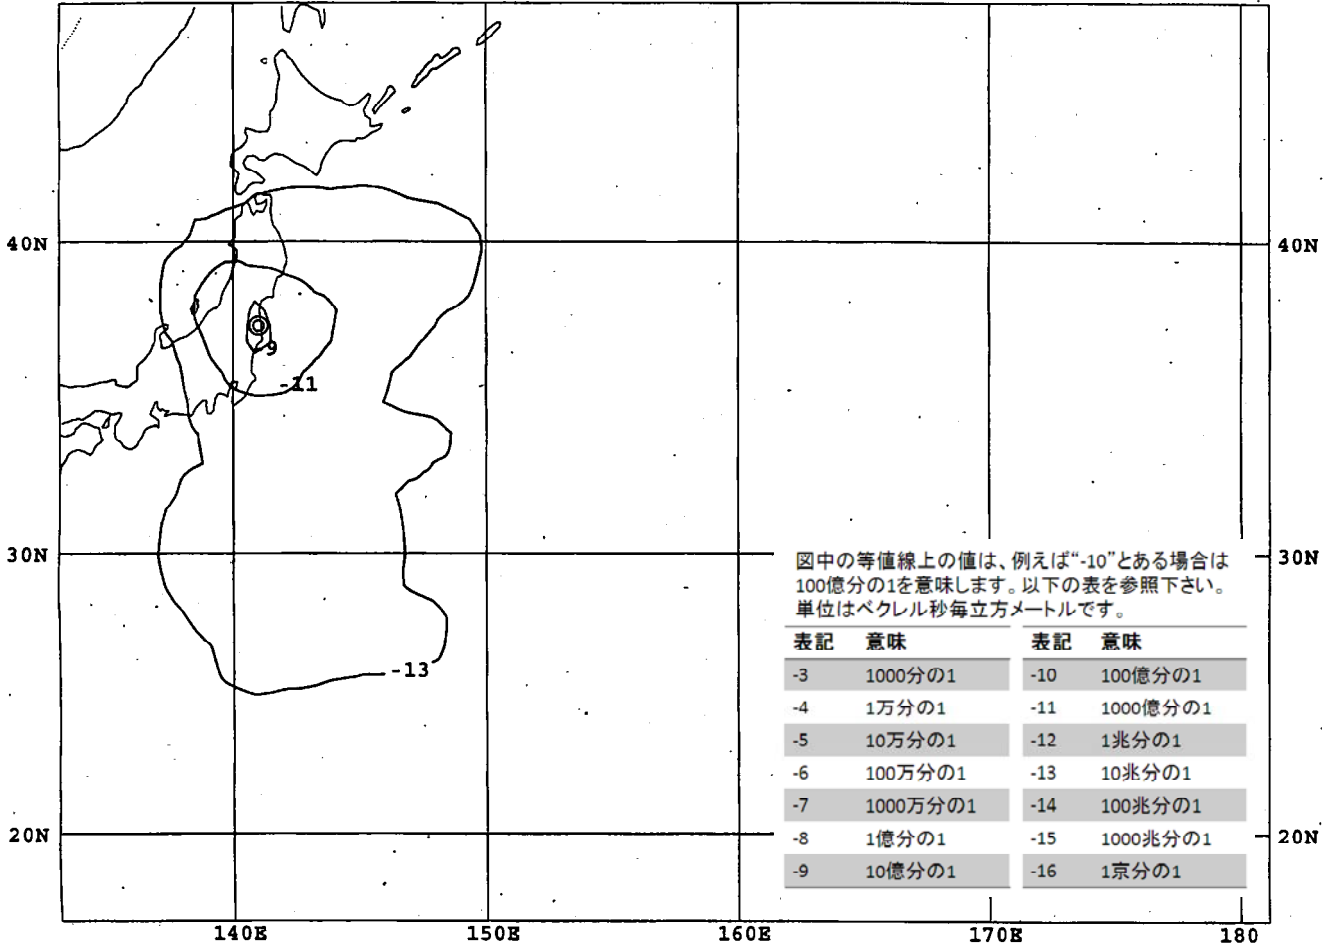 40N
40N
9
-11
30N
30N
-13
図中の等値線上の値は、例えば“-10”とある場合は
100億分の1を意味します。以下の表を参照下さい。
単位はベクレル秒毎立方メートルです。
表記 意味 表記 意味
-3 1000分の1 -10 100億分の1
-4 1万分の1 -11 1000億分の1
-5 10万分の1 -12 1兆分の1
-6 100万分の1 -13 10兆分の1
-7 1000万分の1 -14 100兆分の1
-8 1億分の1 -15 1000兆分の1
-9 10億分の1 -16 1京分の1
20N
20N
140E 150E 160E 170E 180